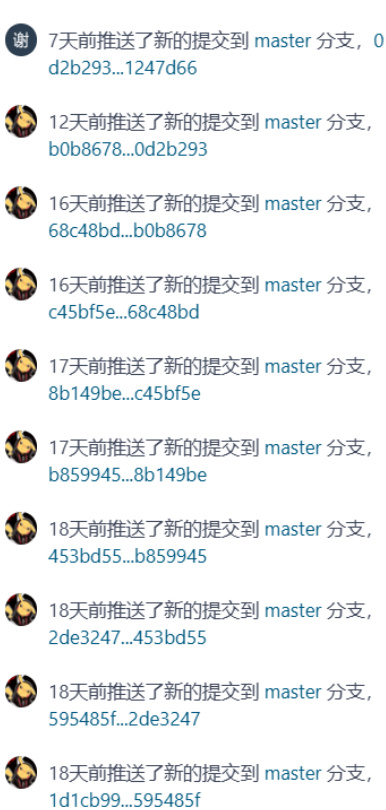 谢 7天前推送了新的提交到 master 分支，0
d2b293...1247d66
12天前推送了新的提交到 master 分支，
b0b8678...0d2b293
16天前推送了新的提交到 master 分支，
68c48bd...b0b8678
16天前推送了新的提交到 master 分支，
c45bf5e...68c48bd
17天前推送了新的提交到 master 分支，
8b149be...c45bf5e
17天前推送了新的提交到 master 分支，
b859945...8b149be
18天前推送了新的提交到 master 分支，
453bd55...b859945
18天前推送了新的提交到 master 分支，
2de3247...453bd55
18天前推送了新的提交到 master 分支，
595485f...2de3247
18天前推送了新的提交到 master 分支，
1d1cb99...595485f